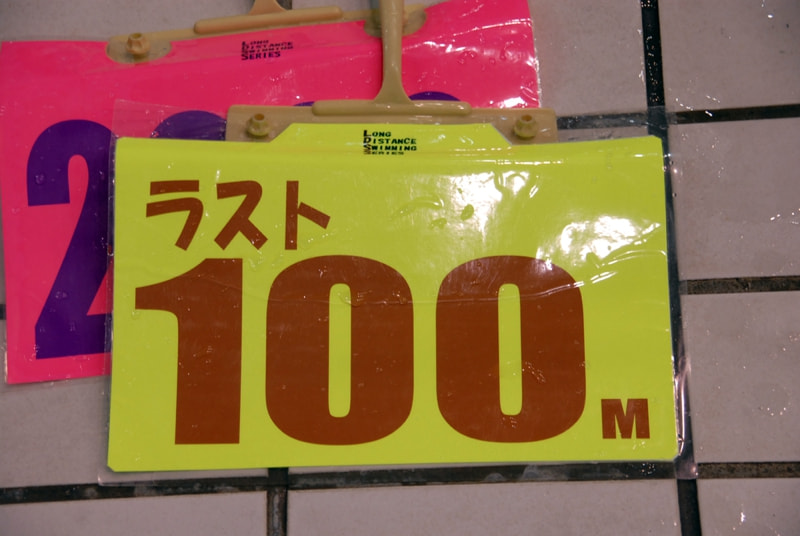 LONG
DISTANCE
SWIMMING
SERIES
2
LONG
DISTANCE
SWIMMING
SERIES
ラスト
100M